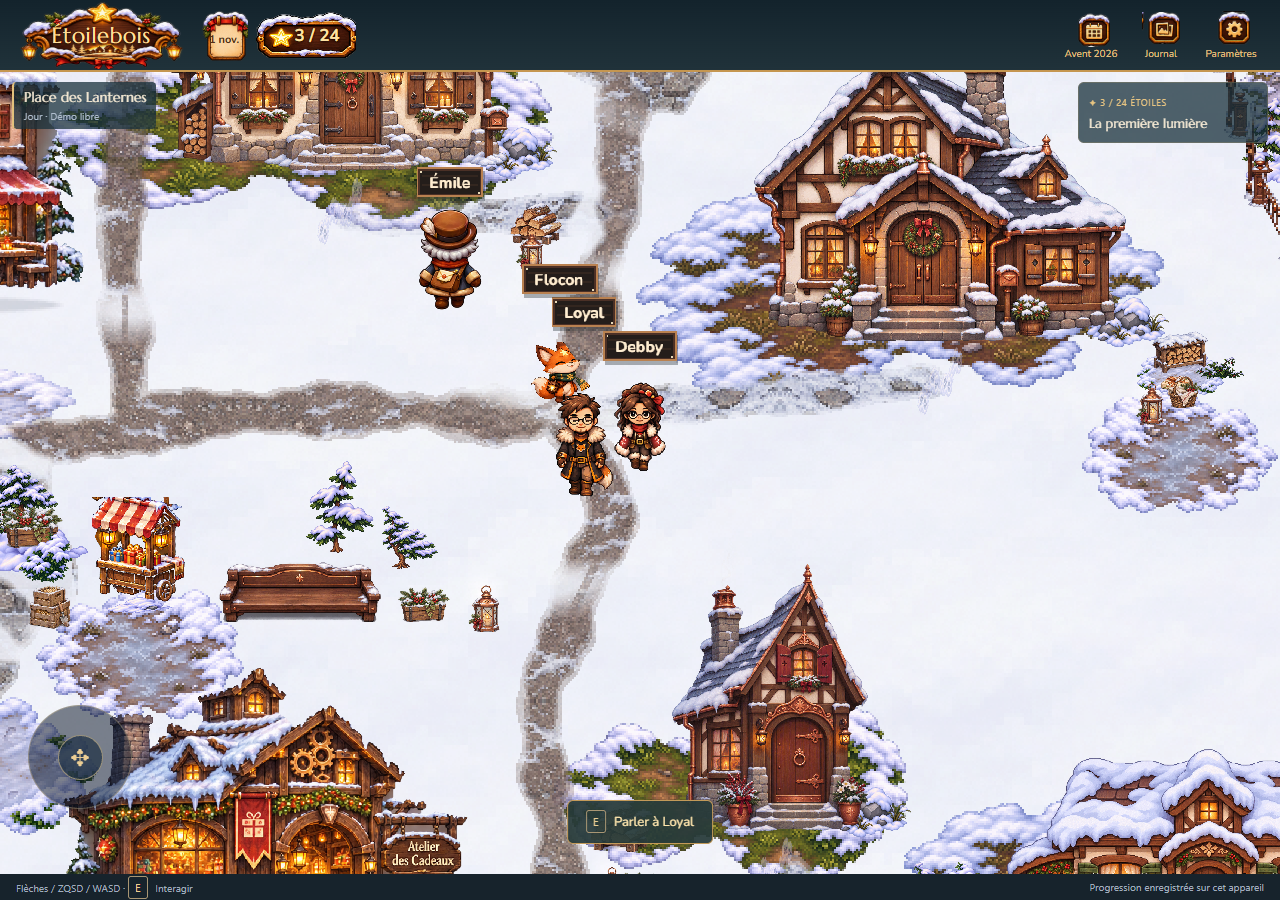 Etoilebois
1 nov.
3 / 24
Avent 2026
Journal
Paramètres
Place des Lanternes
Jour · Démo libre
✦ 3 / 24 ÉTOILES
La première lumière
Émile
Flocon
Loyal
Debby
E Parler à Loyal
Atelier
des Cadeaux
Flèches / ZQSD / WASD · E Interagir
Progression enregistrée sur cet appareil